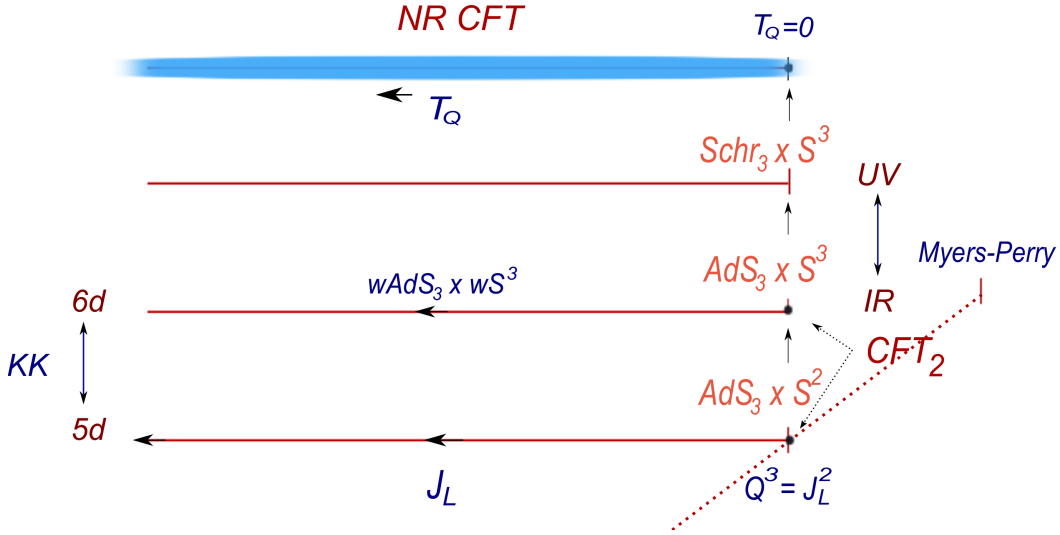 NR CFT
T_Q=0
T_Q
Schr_3 x S^3
UV
Myers-Perry
AdS_3 x S^3
wAdS_3 x wS^3
6d
IR
CFT_2
KK
AdS_3 x S^2
5d
J_L
Q^3 = J_L^2